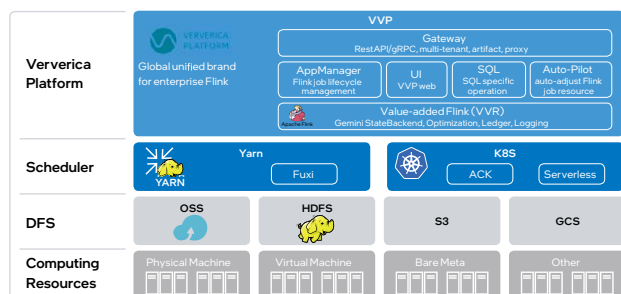 VVP
VERVERICA
PLATFORM
Gateway
RestAPI/gRPC, multi-tenant, artifact, proxy
Ververica
Platform
Global unified brand
for enterprise Flink
AppManager
Flink job lifecycle
management
UI
VVP web
SQL
SQL specific
operation
Auto-Pilot
auto-adjust Flink
job resource
Apache Flink
Value-added Flink (VVR)
Gemini StateBackend, Optimization, Ledger, Logging
Scheduler
YARN
Yarn
Fuxi
K8S
ACK
Serverless
DFS
OSS
HDFS
S3
GCS
Computing
Resources
Physical Machine
Virtual Machine
Bare Meta
Other